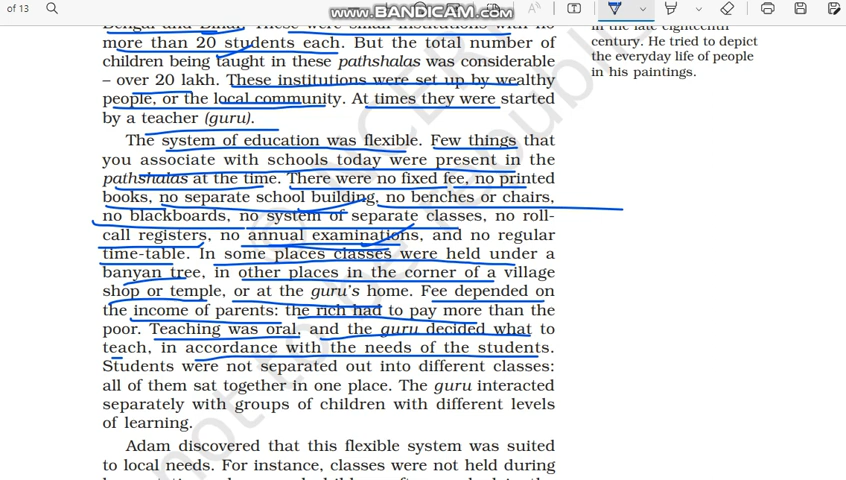 of 13
www.BANDICAM.com
in the late eighteenth
Bengal and Bihar. These were small institutions with no
more than 20 students each. But the total number of
century. He tried to depict
children being taught in these pathshalas was considerable
the everyday life of people
– over 20 lakh. These institutions were set up by wealthy
in his paintings.
people, or the local community. At times they were started
by a teacher (guru).
The system of education was flexible. Few things that
you associate with schools today were present in the
pathshalas at the time. There were no fixed fee, no printed
books, no separate school building, no benches or chairs,
no blackboards, no system of separate classes, no roll-
call registers, no annual examinations, and no regular
time-table. In some places classes were held under a
banyan tree, in other places in the corner of a village
shop or temple, or at the guru's home. Fee depended on
the income of parents: the rich had to pay more than the
poor. Teaching was oral, and the guru decided what to
teach, in accordance with the needs of the students.
Students were not separated out into different classes:
all of them sat together in one place. The guru interacted
separately with groups of children with different levels
of learning.
Adam discovered that this flexible system was suited
to local needs. For instance, classes were not held during